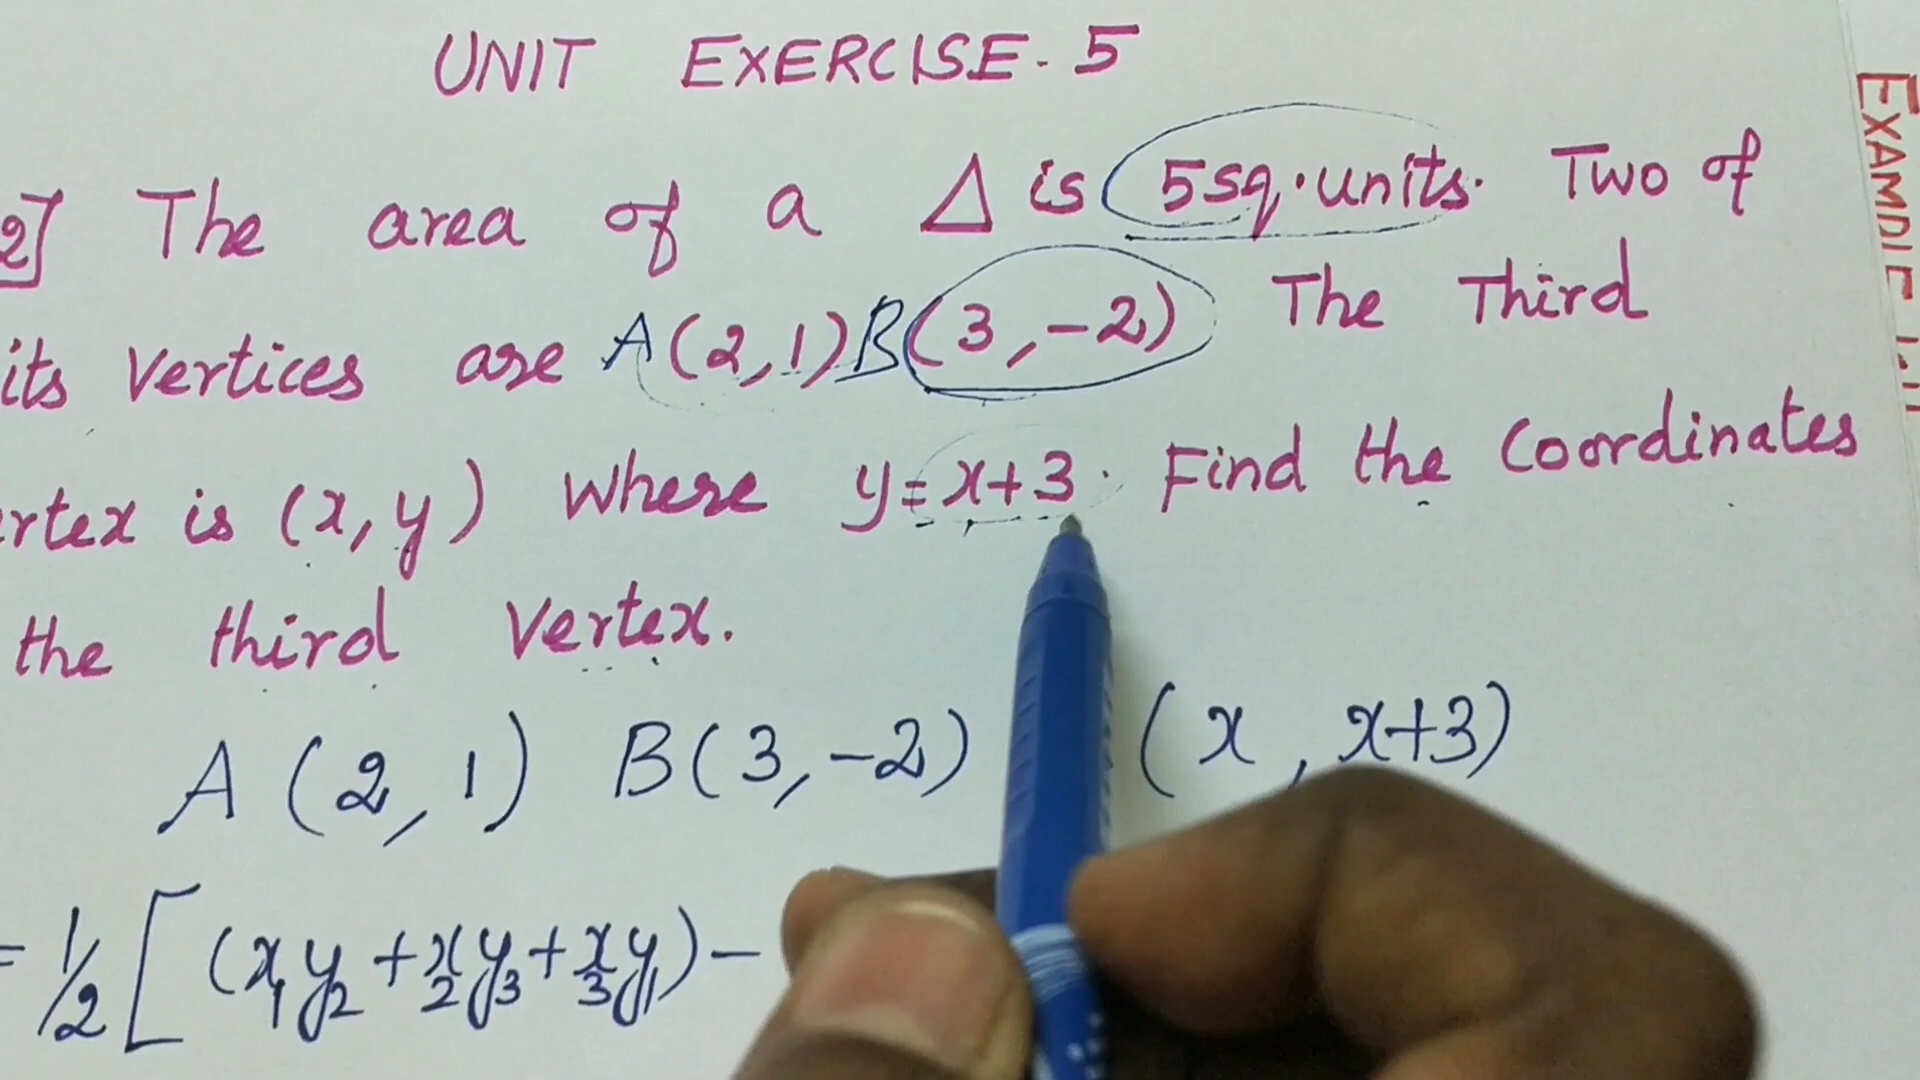 UNIT EXERCISE-5
2] The area of a Δ is 5sq.units. Two of
its vertices are A(2,1) B(3,-2) The Third
rtex is (x,y) where y=x+3. Find the Coordinates
the third vertex.
A(2,1) B(3,-2) (x, x+3)
= 1/2 [(x₁y₂+x₂y₃+x₃y₁)-